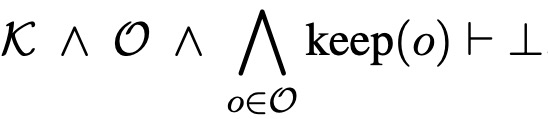 𝒦 ∧ 𝒪 ∧ ⋀_{o∈𝒪} keep(o) ⊢ ⊥.